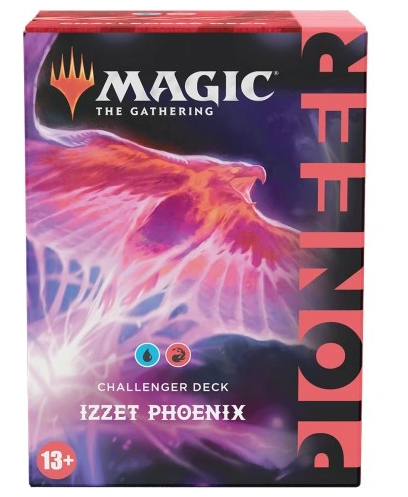 MAGIC
THE GATHERING
PIONEER
CHALLENGER DECK
IZZET PHOENIX
13+